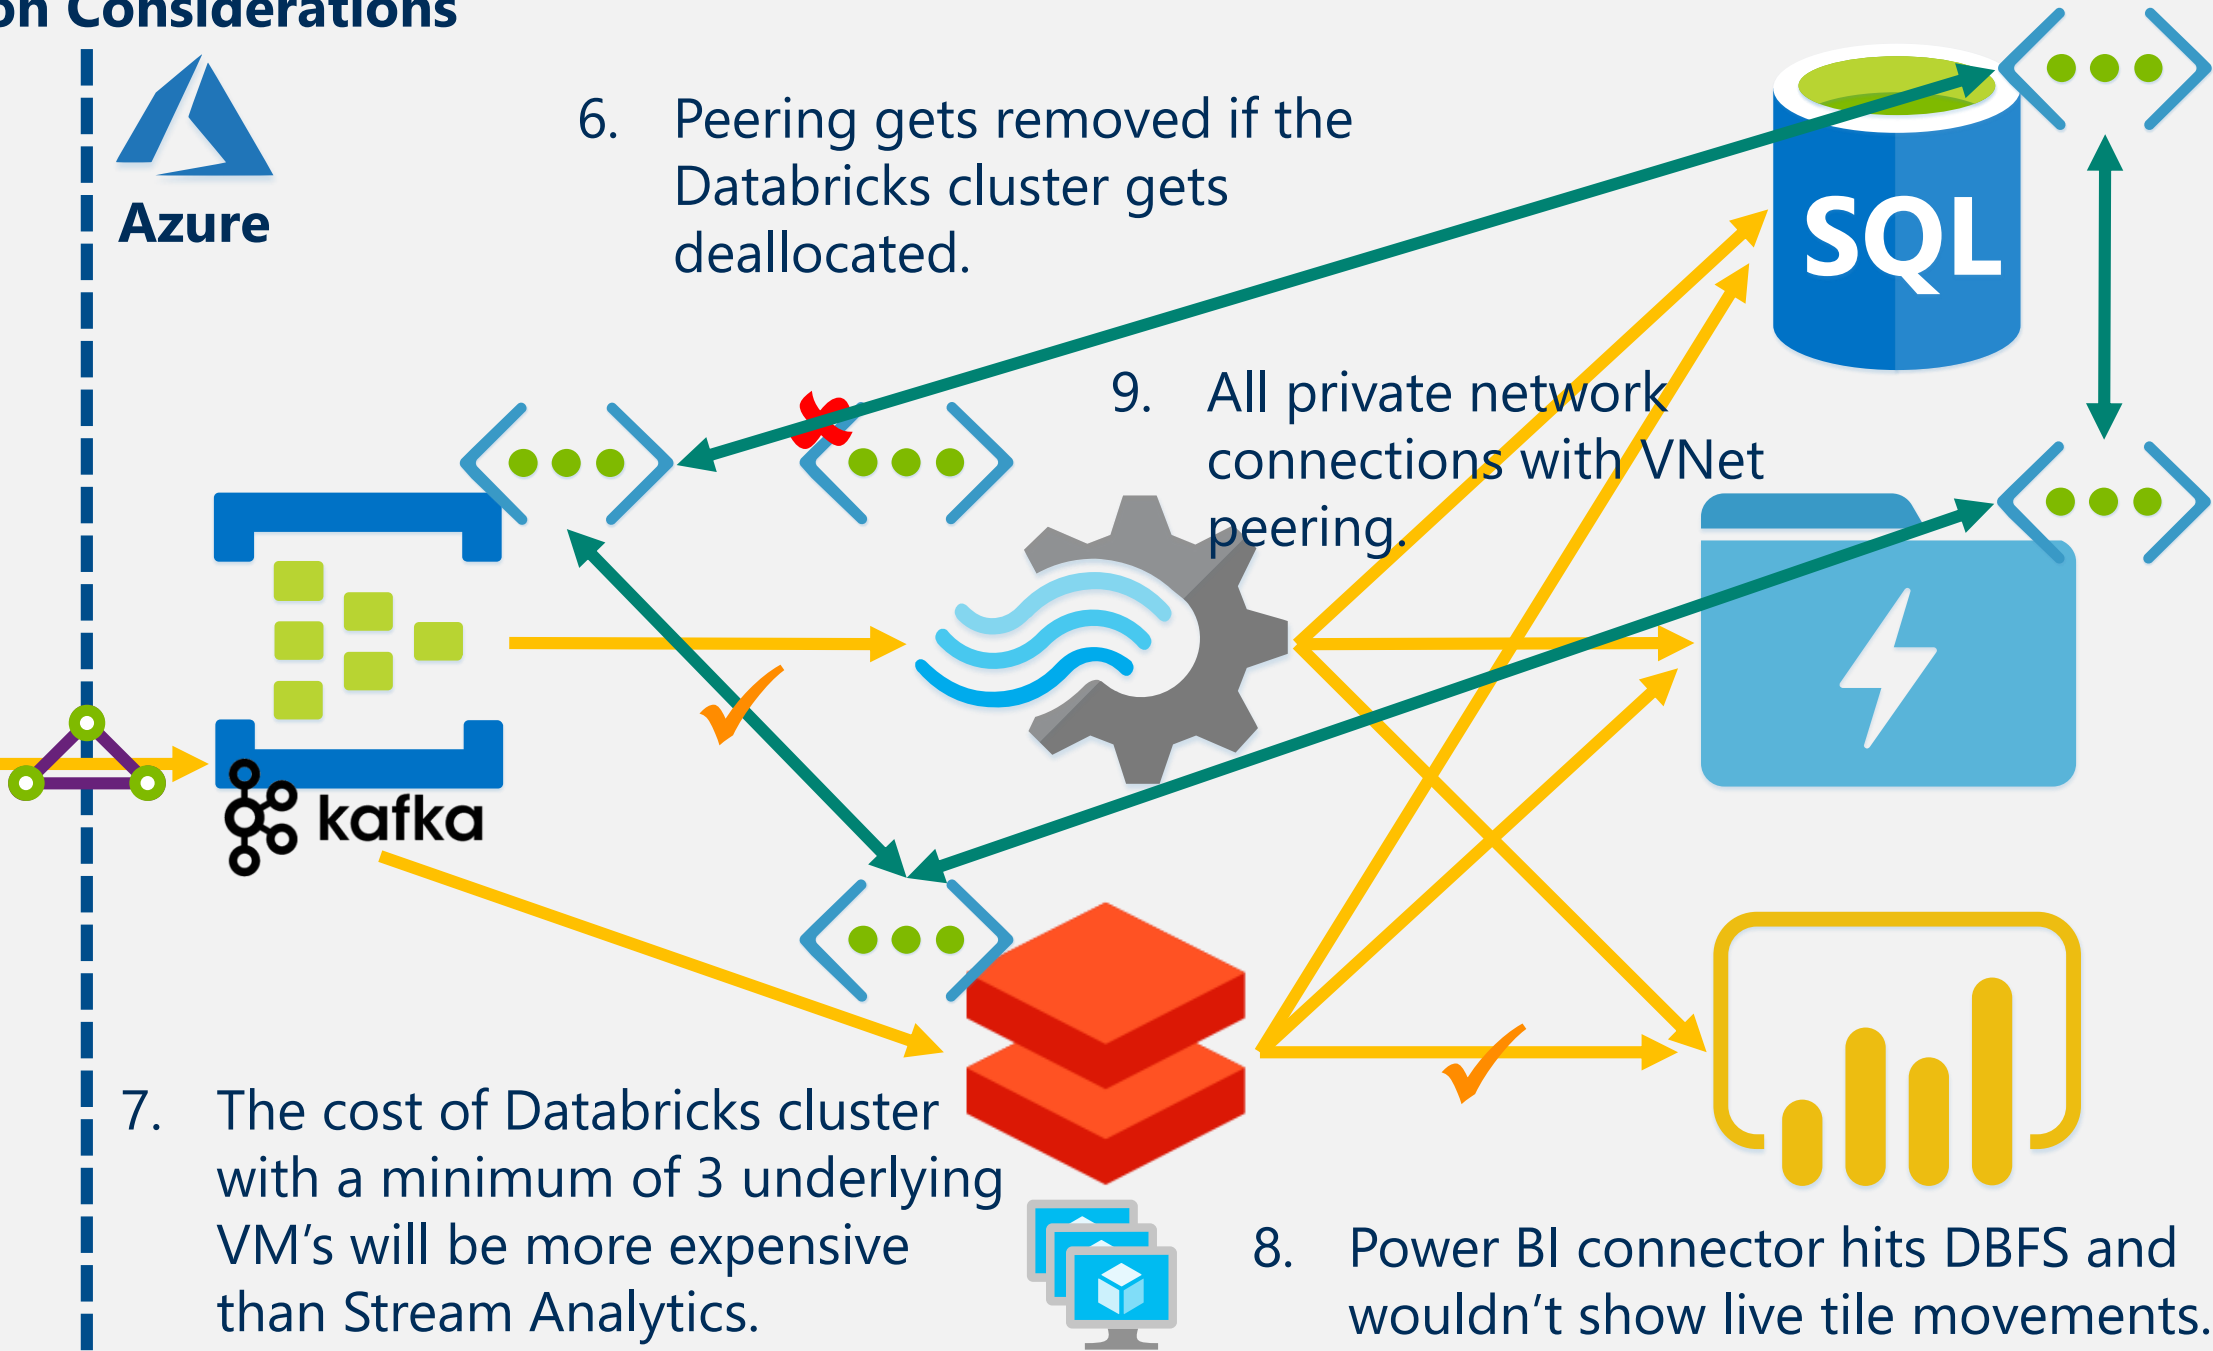 on Considerations
Azure
6. Peering gets removed if the
Databricks cluster gets
deallocated.
SQL
9. All private network
connections with VNet
peering.
kafka
7. The cost of Databricks cluster
with a minimum of 3 underlying
VM’s will be more expensive
than Stream Analytics.
8. Power BI connector hits DBFS and
wouldn’t show live tile movements.